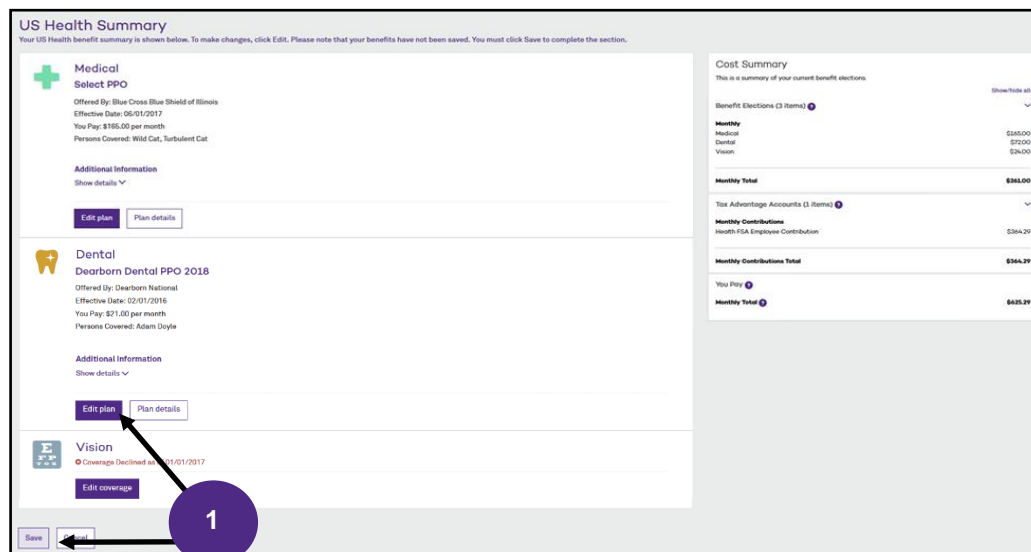 US Health Summary
Your US Health benefit summary is shown below. To make changes, click Edit. Please note that your benefits have not been saved. You must click Save to complete the section.
Medical
Select PPO
Offered By: Blue Cross Blue Shield of Illinois
Effective Date: 06/01/2017
You Pay: $165.00 per month
Persons Covered: Wild Cat, Turbulent Cat
Additional Information
Show details
Edit plan Plan details
Dental
Dearborn Dental PPO 2018
Offered By: Dearborn National
Effective Date: 02/01/2016
You Pay: $21.00 per month
Persons Covered: Adam Doyle
Additional Information
Show details
Edit plan Plan details
Vision
Coverage Declined as 01/01/2017
Edit coverage
1
Save Cancel
Cost Summary
This is a summary of your current benefit elections.
Show/hide all
Benefit Elections (3 items) ?
Monthly
Medical $165.00
Dental $72.00
Vision $24.00
Monthly Total $261.00
Tax Advantage Accounts (1 items) ?
Monthly Contributions
Health FSA Employee Contribution $364.29
Monthly Contributions Total $364.29
You Pay ?
Monthly Total ? $625.29